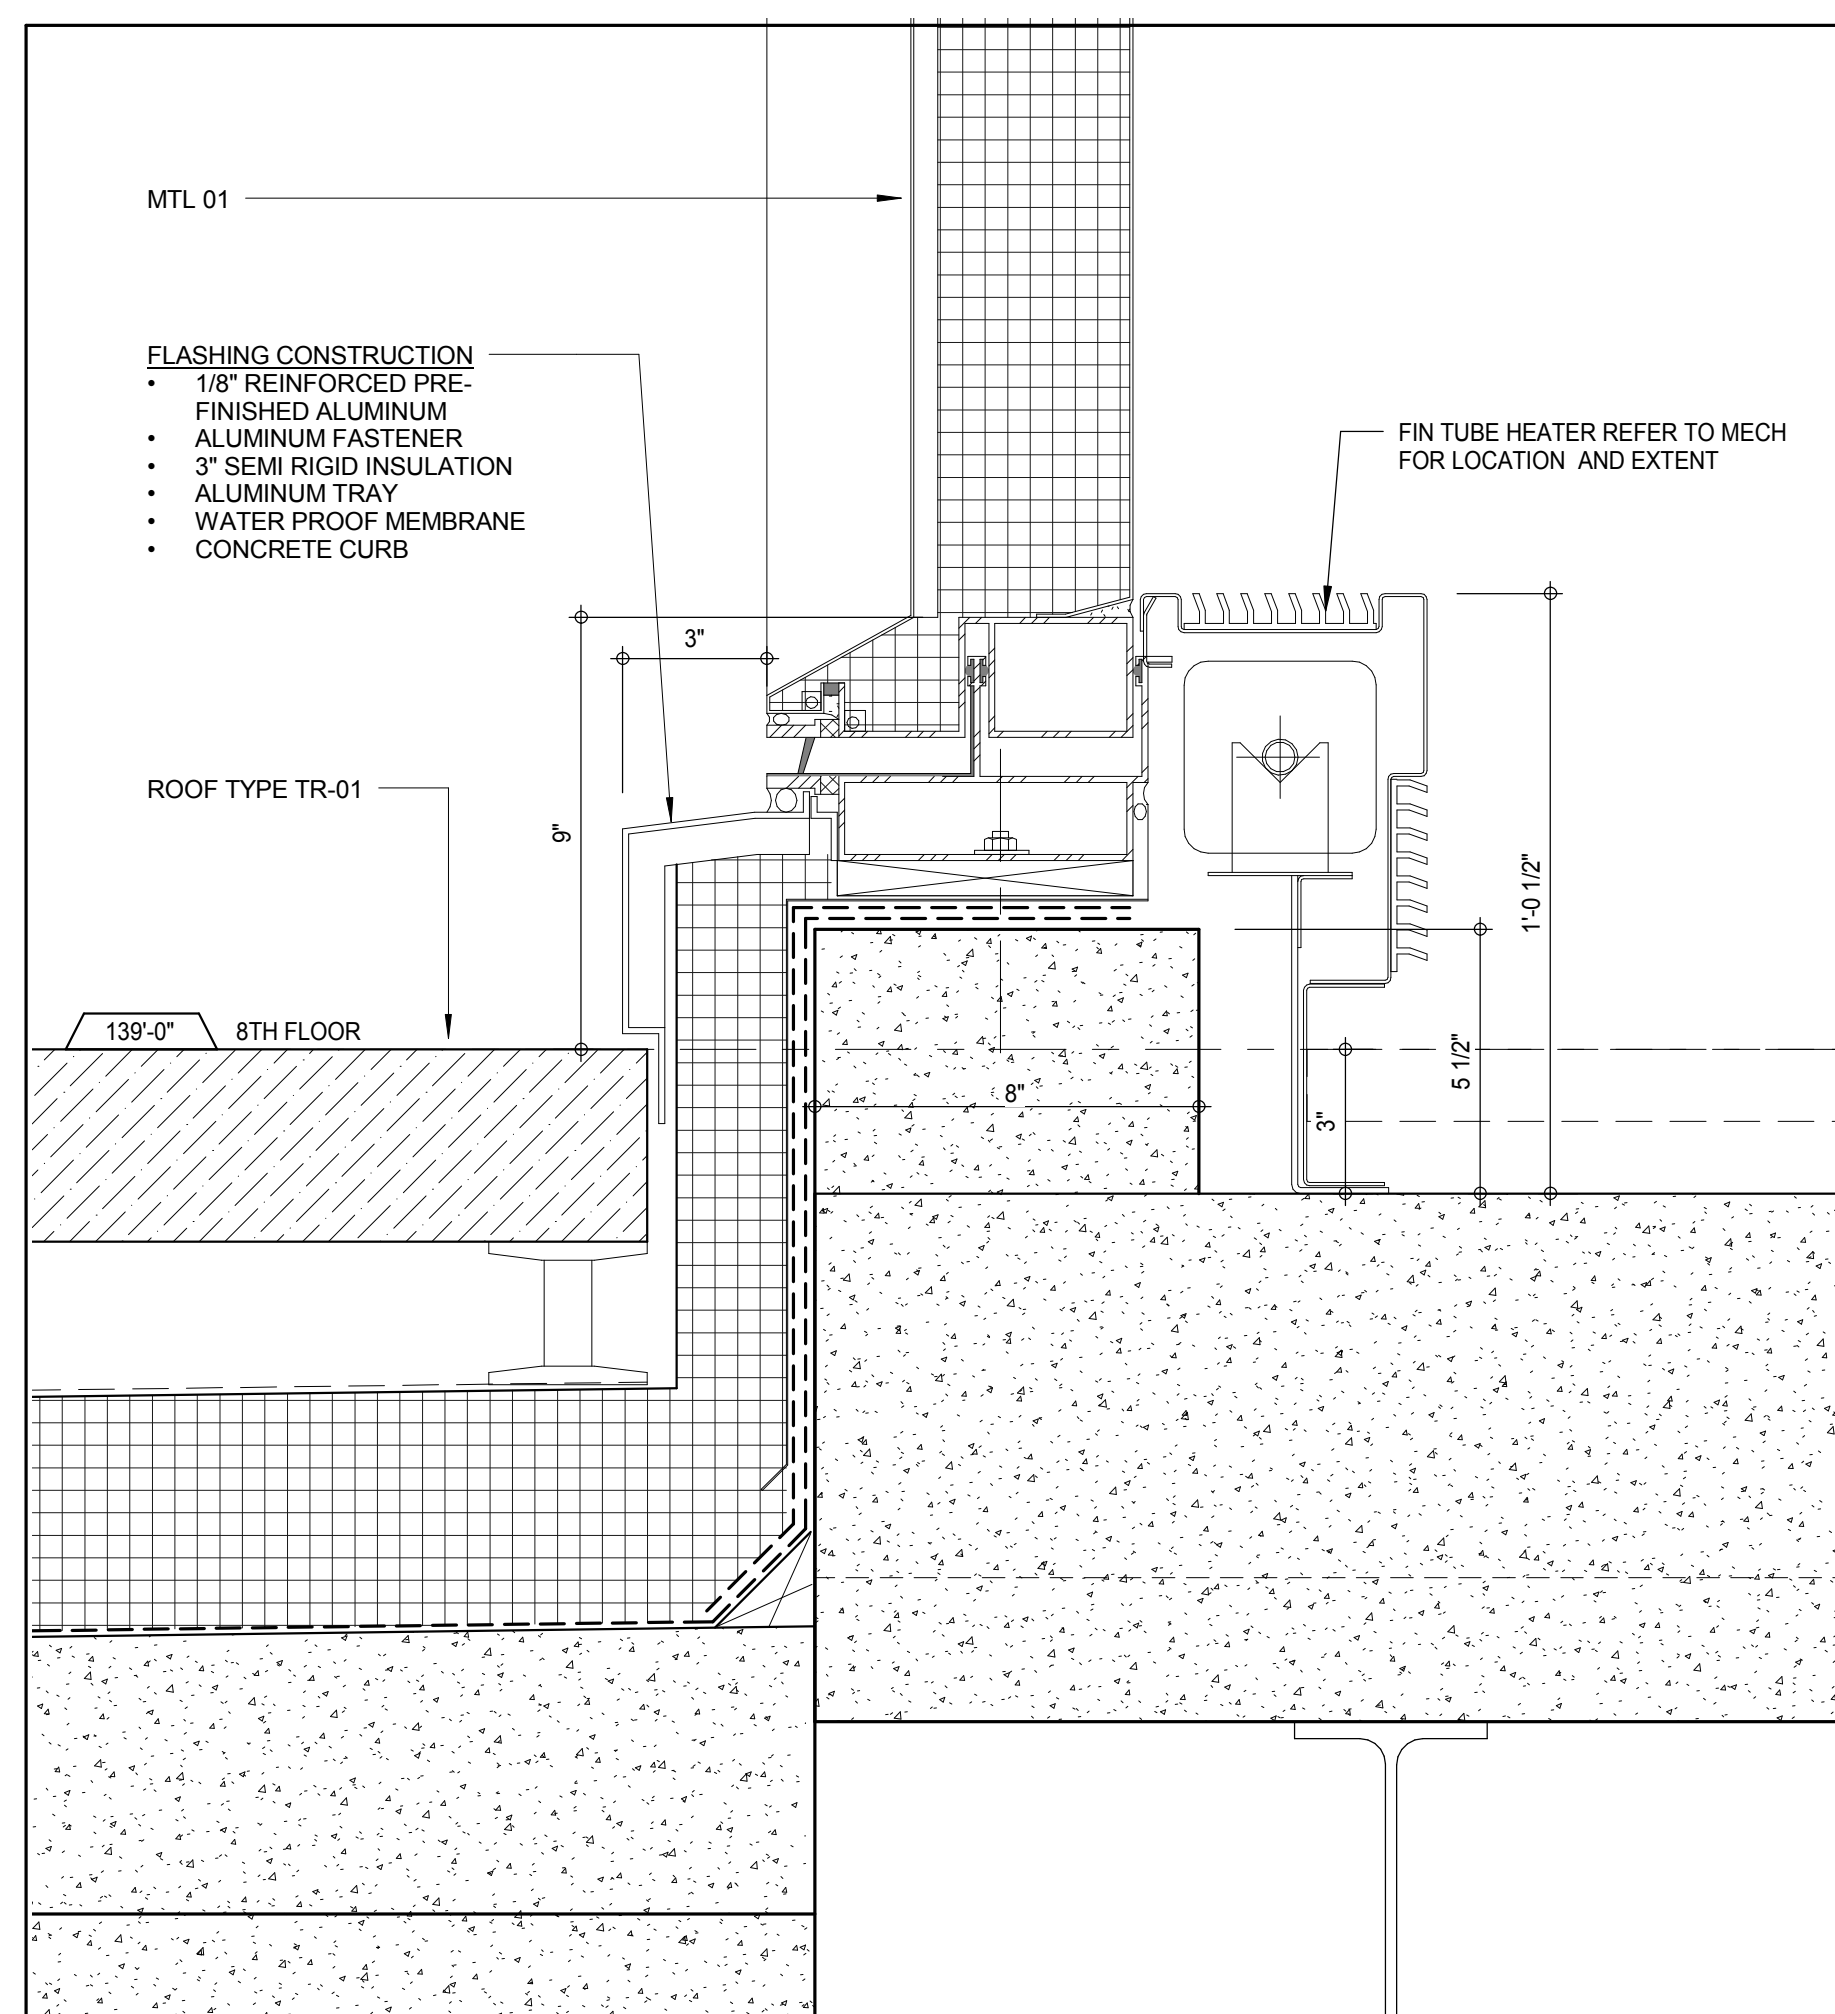 MTL 01
FLASHING CONSTRUCTION
• 1/8" REINFORCED PRE-
FINISHED ALUMINUM
• ALUMINUM FASTENER
• 3" SEMI RIGID INSULATION
• ALUMINUM TRAY
• WATER PROOF MEMBRANE
• CONCRETE CURB
FIN TUBE HEATER REFER TO MECH
FOR LOCATION AND EXTENT
3"
ROOF TYPE TR-01
9"
1'-0 1/2"
139'-0" 8TH FLOOR
5 1/2"
8"
3"